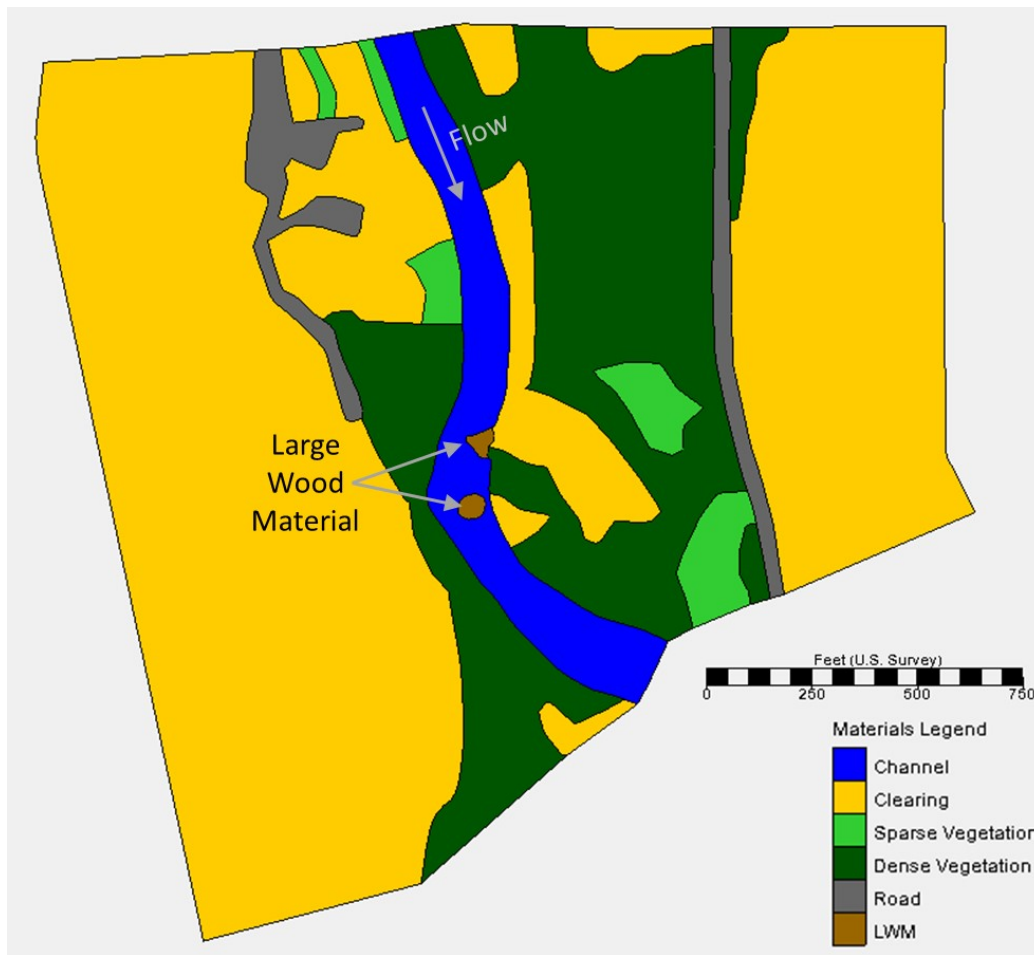 Flow
Large
Wood
Material
Feet (U.S. Survey)
0 250 500 750
Materials Legend
Channel
Clearing
Sparse Vegetation
Dense Vegetation
Road
LWM